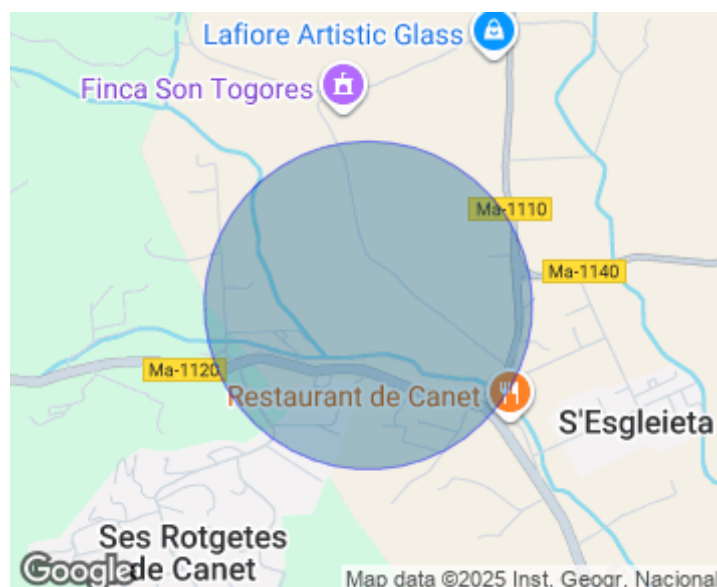 Lafiore Artistic Glass
Finca Son Togores
Ma-1110
Ma-1140
Ma-1120
Restaurant de Canet
S'Esgleieta
Ses Rotgetes
de Canet
Google
Map data ©2025 Inst. Geogr. Nacional